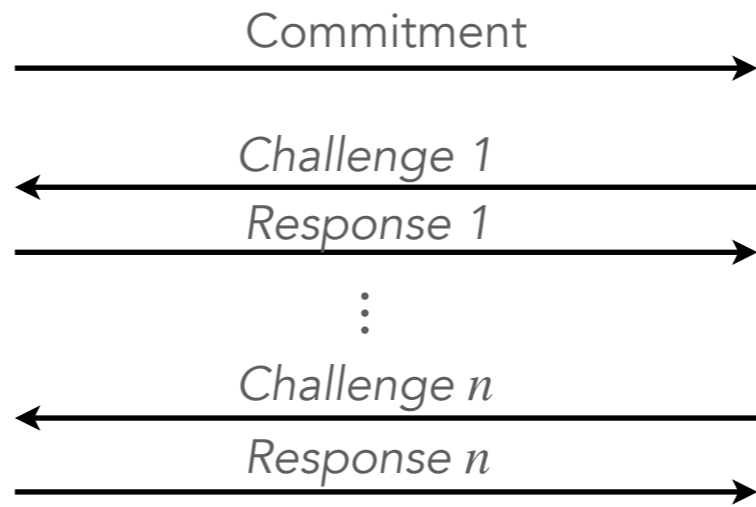 Commitment
Challenge 1
Response 1
⋮
Challenge n
Response n